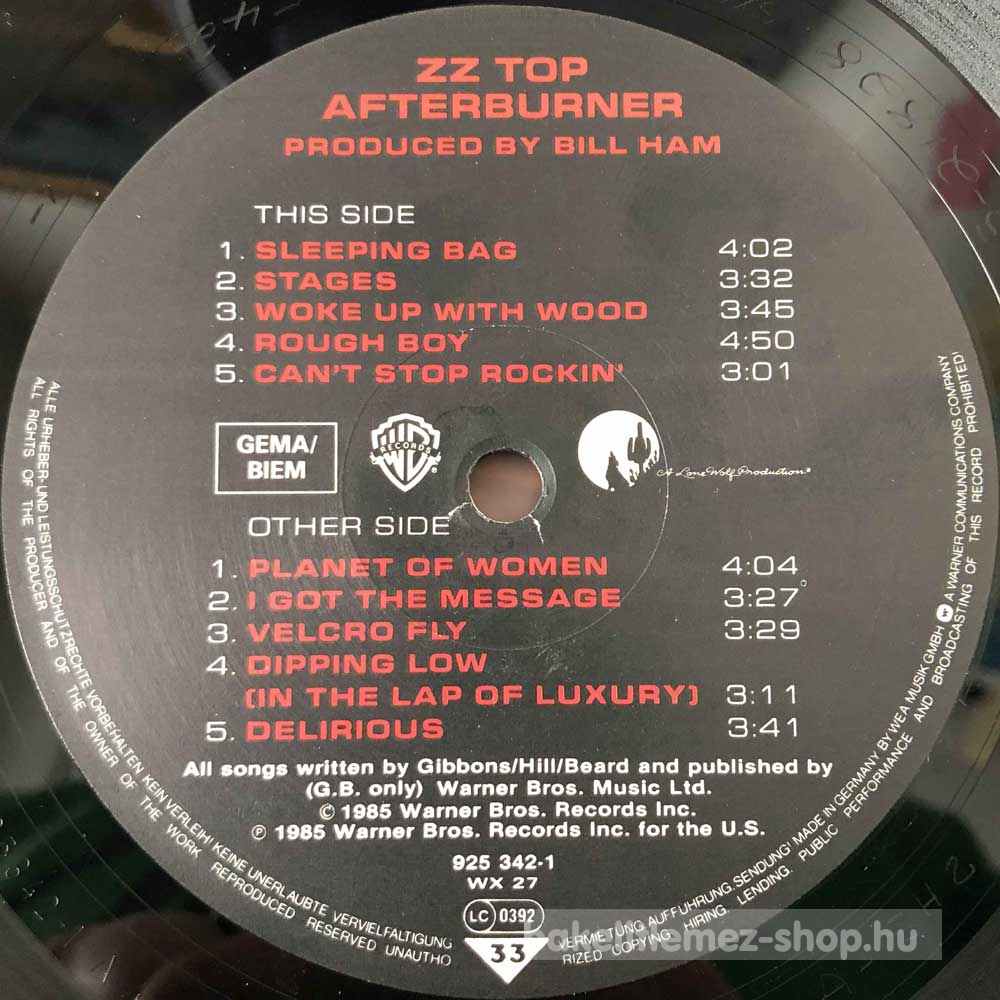 ZZ TOP
AFTERBURNER
PRODUCED BY BILL HAM
THIS SIDE
1. SLEEPING BAG 4:02
2. STAGES 3:32
3. WOKE UP WITH WOOD 3:45
4. ROUGH BOY 4:50
5. CAN'T STOP ROCKIN' 3:01
GEMA/
BIEM
WB
RECORDS
A Lone Wolf Production
OTHER SIDE
1. PLANET OF WOMEN 4:04
2. I GOT THE MESSAGE 3:27
3. VELCRO FLY 3:29
4. DIPPING LOW
(IN THE LAP OF LUXURY) 3:11
5. DELIRIOUS 3:41
All songs written by Gibbons/Hill/Beard and published by
(G.B. only) Warner Bros. Music Ltd.
© 1985 Warner Bros. Records Inc.
℗ 1985 Warner Bros. Records Inc. for the U.S.
925 342-1
WX 27
LC 0392
33
ALLE URHEBER- UND LEISTUNGSSCHUTZRECHTE VORBEHALTEN KEIN VERLEIH! KEINE UNERLAUBTE VERVIELFALTIGUNG VERMIETUNG, AUFFÜHRUNG, SENDUNG! MADE IN GERMANY BY WEA MUSIK GMBH A WARNER COMMUNICATIONS COMPANY
ALL RIGHTS OF THE PRODUCER AND OF THE OWNER OF THE WORK REPRODUCED RESERVED UNAUTHO RIZED COPYING, HIRING, LENDING, PUBLIC PERFORMANCE AND BROADCASTING OF THIS RECORD PROHIBITED!
bakelitlemez-shop.hu